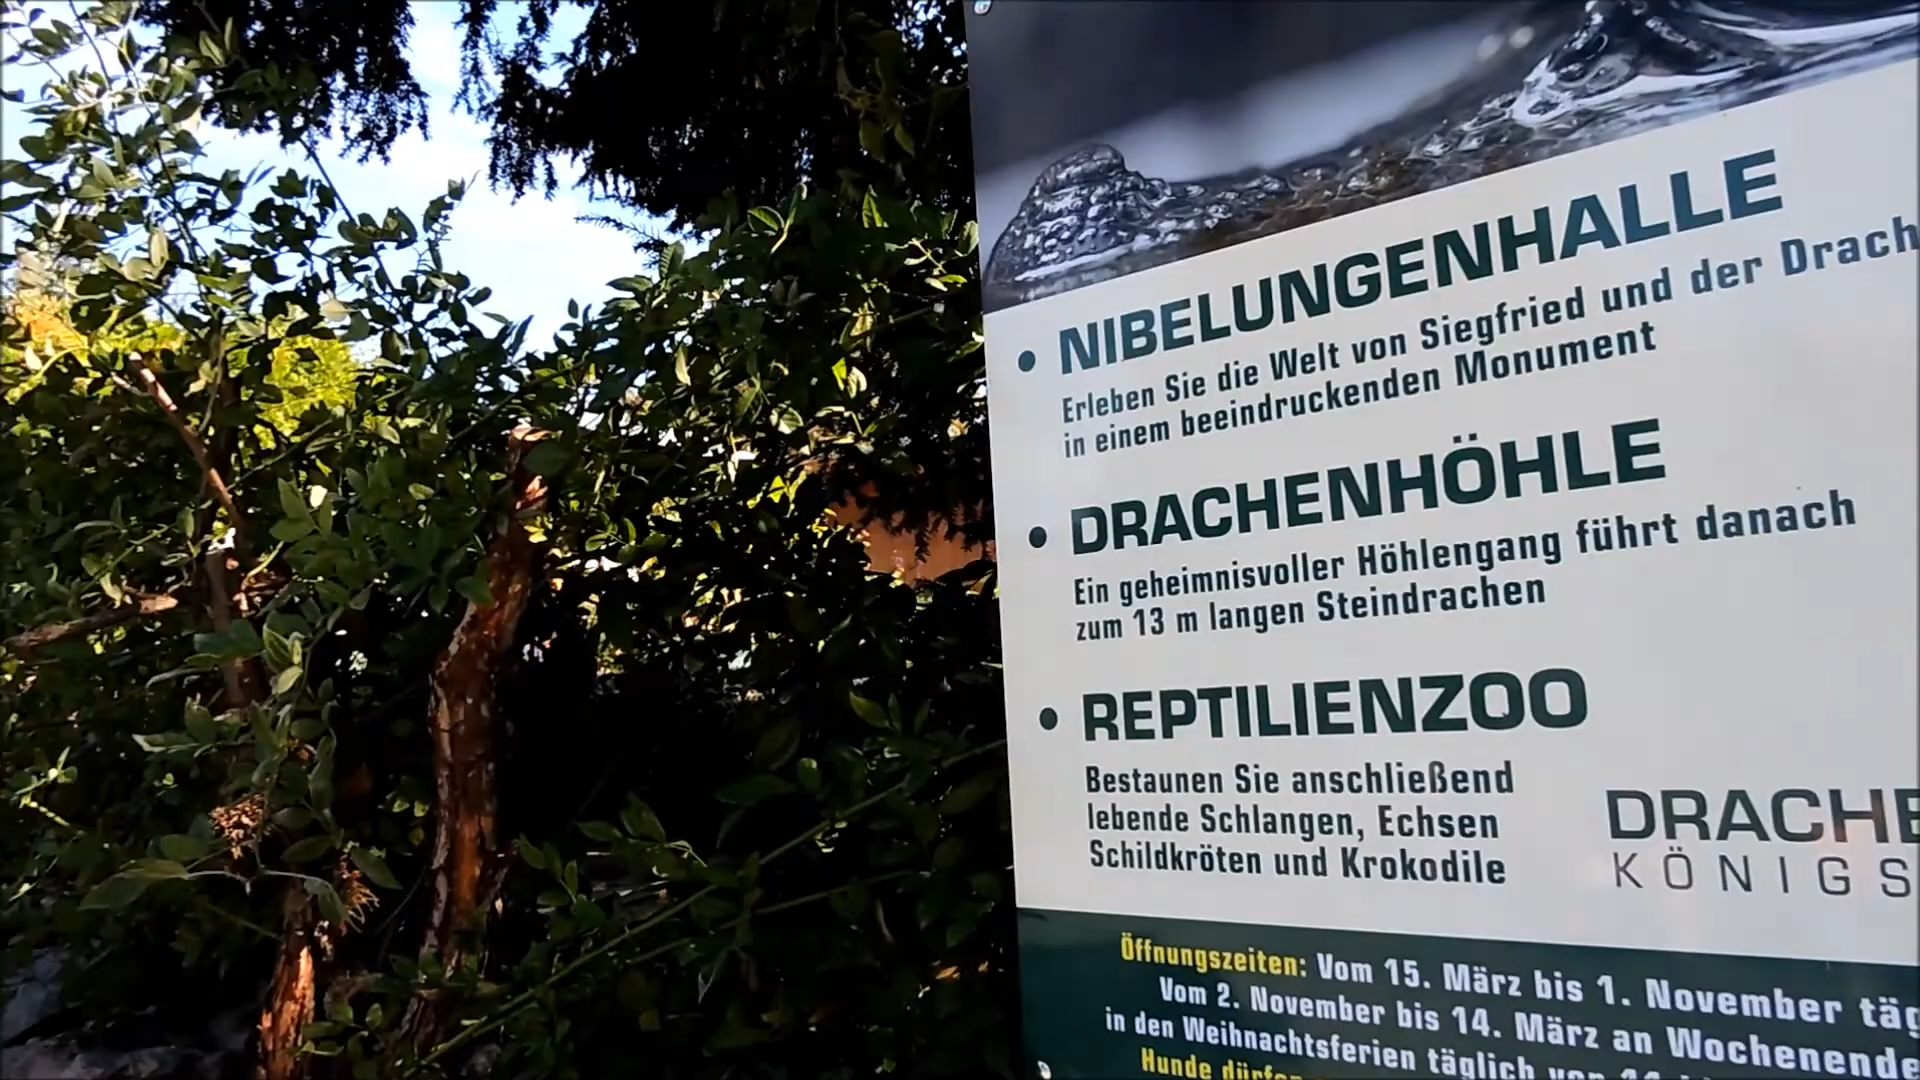 • NIBELUNGENHALLE
Erleben Sie die Welt von Siegfried und der Drach
in einem beeindruckenden Monument
• DRACHENHÖHLE
Ein geheimnisvoller Höhlengang führt danach
zum 13 m langen Steindrachen
• REPTILIENZOO
Bestaunen Sie anschließend
lebende Schlangen, Echsen
Schildkröten und Krokodile
DRACHE
KÖNIGS
Öffnungszeiten: Vom 15. März bis 1. November täg
Vom 2. November bis 14. März an Wochenende
in den Weihnachtsferien täglich von
Hunde dürfen